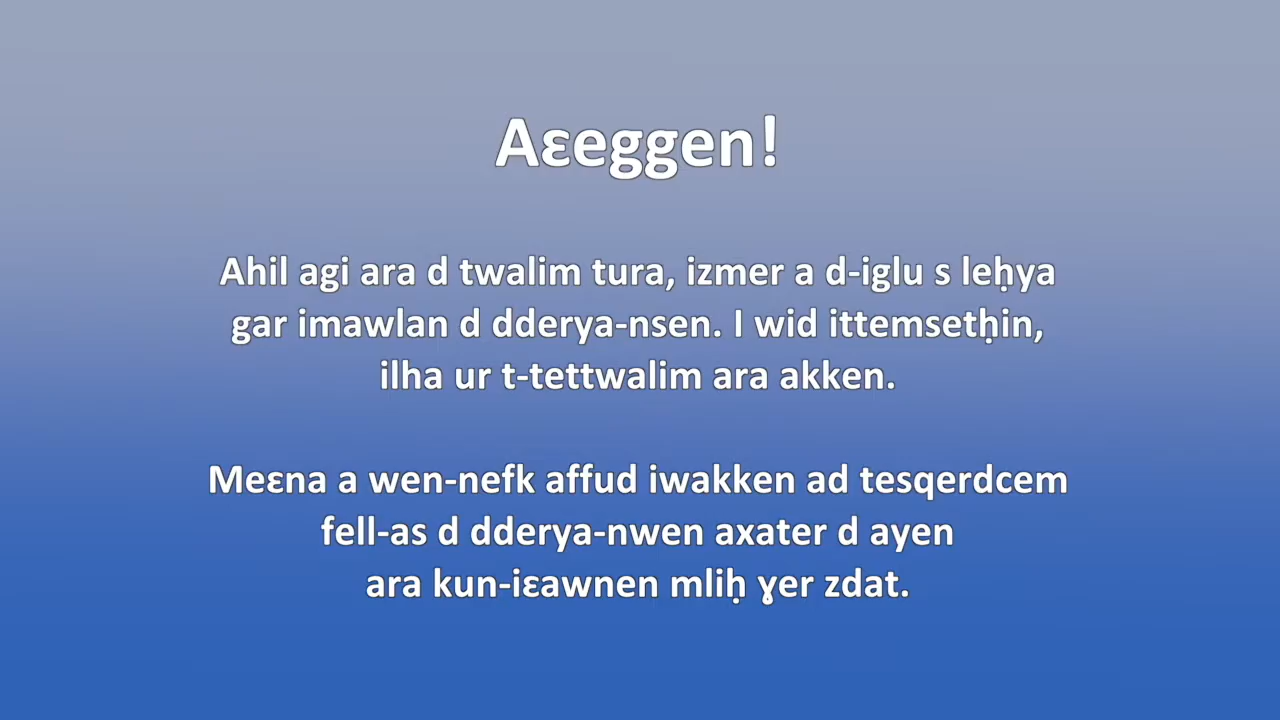 Aɛeggen!
Ahil agi ara d twalim tura, izmer a d-iglu s leḥya
gar imawlan d dderya-nsen. I wid ittemsetḥin,
ilha ur t-tettwalim ara akken.
Meɛna a wen-nefk affud iwakken ad tesqerdcem
fell-as d dderya-nwen axater d ayen
ara kun-iɛawnen mliḥ ɣer zdat.